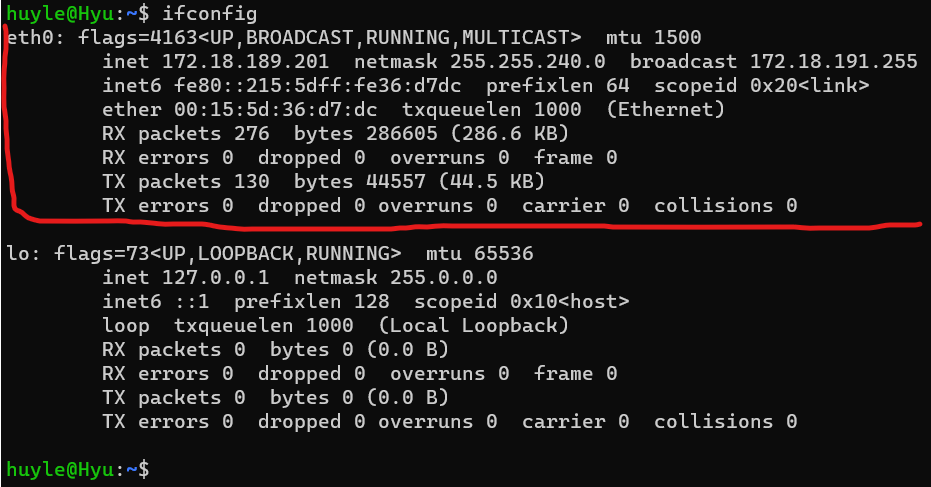 huyle@Hyu:~$ ifconfig
eth0: flags=4163<UP,BROADCAST,RUNNING,MULTICAST>  mtu 1500
        inet 172.18.189.201  netmask 255.255.240.0  broadcast 172.18.191.255
        inet6 fe80::215:5dff:fe36:d7dc  prefixlen 64  scopeid 0x20<link>
        ether 00:15:5d:36:d7:dc  txqueuelen 1000  (Ethernet)
        RX packets 276  bytes 286605 (286.6 KB)
        RX errors 0  dropped 0  overruns 0  frame 0
        TX packets 130  bytes 44557 (44.5 KB)
        TX errors 0  dropped 0 overruns 0  carrier 0  collisions 0

lo: flags=73<UP,LOOPBACK,RUNNING>  mtu 65536
        inet 127.0.0.1  netmask 255.0.0.0
        inet6 ::1  prefixlen 128  scopeid 0x10<host>
        loop  txqueuelen 1000  (Local Loopback)
        RX packets 0  bytes 0 (0.0 B)
        RX errors 0  dropped 0  overruns 0  frame 0
        TX packets 0  bytes 0 (0.0 B)
        TX errors 0  dropped 0 overruns 0  carrier 0  collisions 0

huyle@Hyu:~$